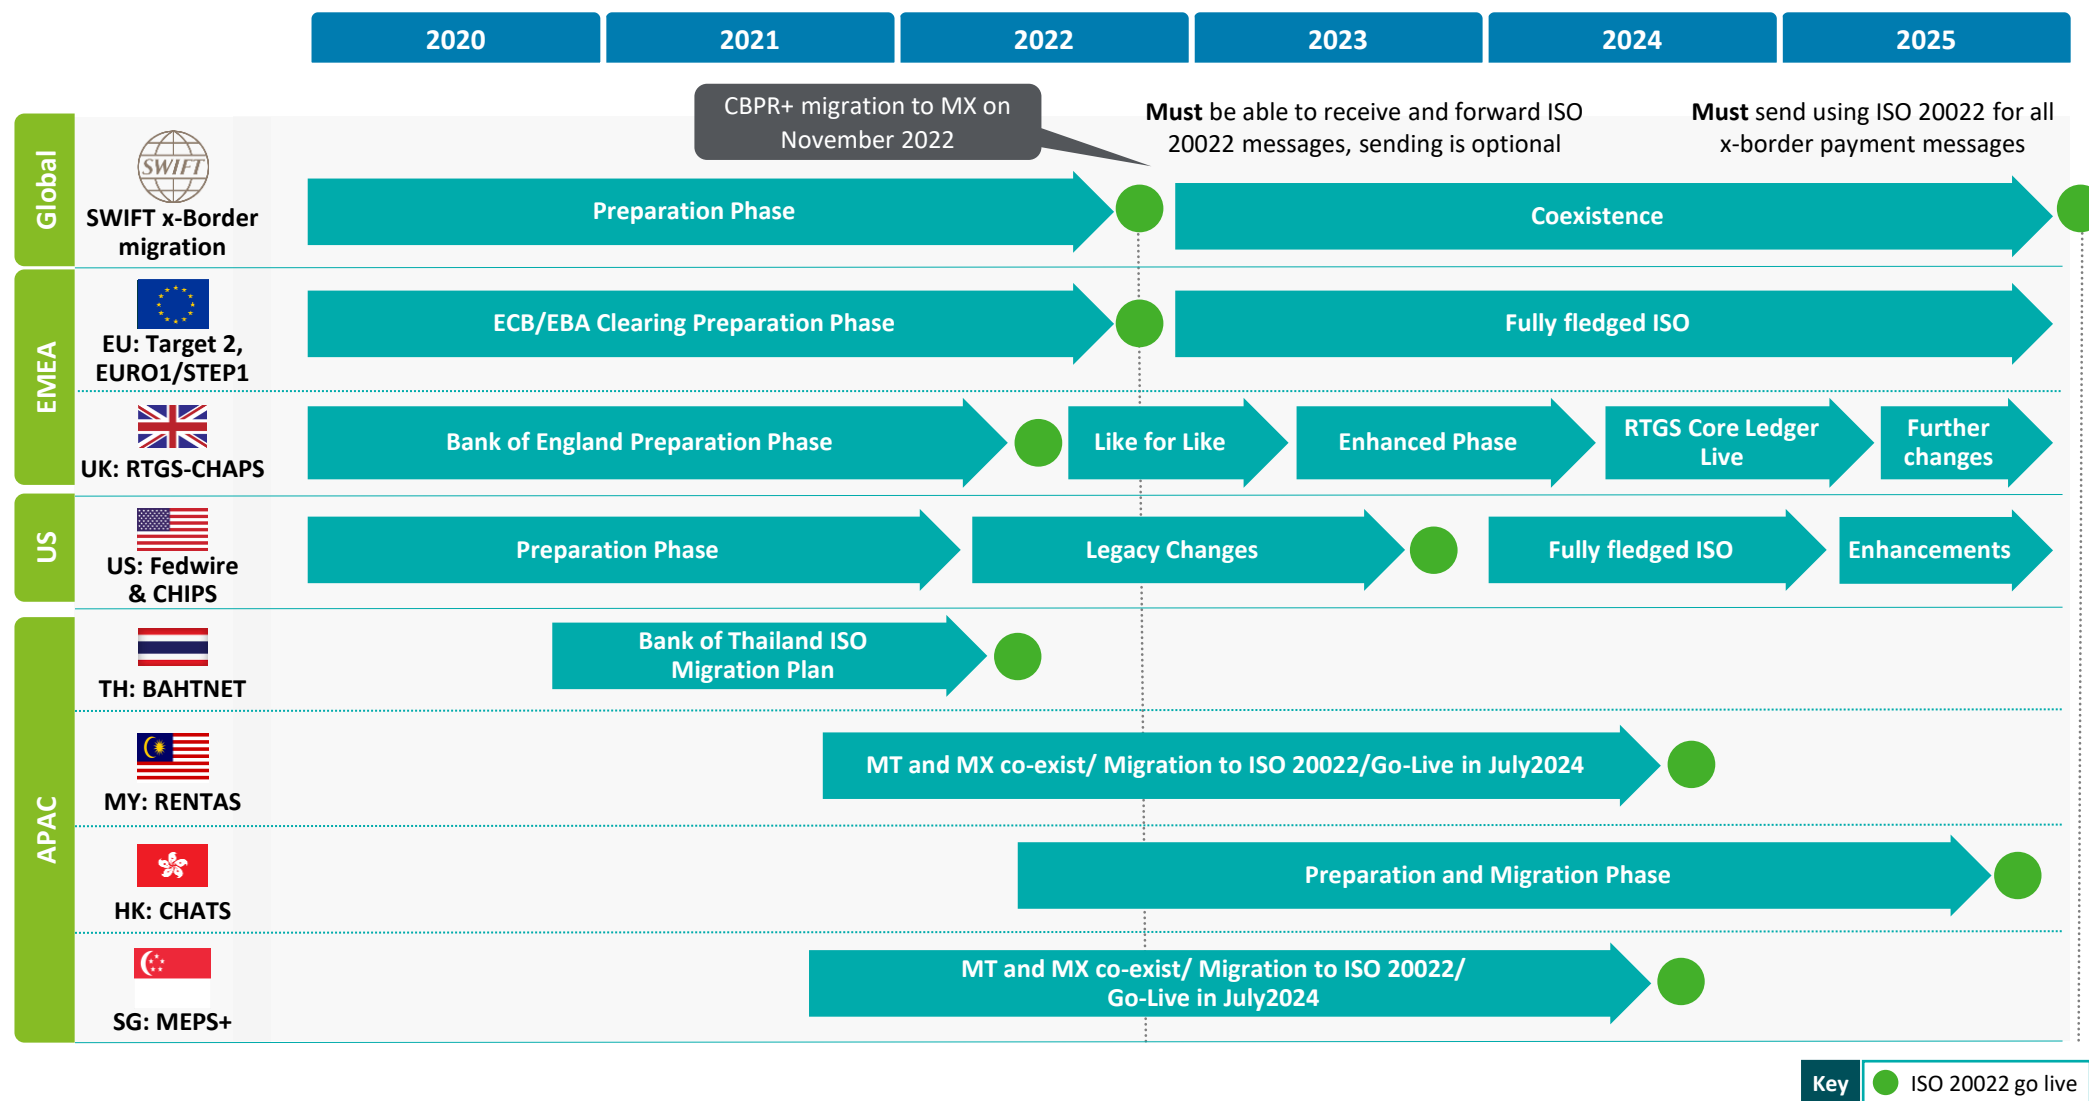 2020
2021
2022
2023
2024
2025
CBPR+ migration to MX on
November 2022
Must be able to receive and forward ISO
20022 messages, sending is optional
Must send using ISO 20022 for all
x-border payment messages
Global
SWIFT
SWIFT x-Border
migration
Preparation Phase
Coexistence
EMEA
EU: Target 2,
EURO1/STEP1
ECB/EBA Clearing Preparation Phase
Fully fledged ISO
UK: RTGS-CHAPS
Bank of England Preparation Phase
Like for Like
Enhanced Phase
RTGS Core Ledger
Live
Further
changes
US
US: Fedwire
& CHIPS
Preparation Phase
Legacy Changes
Fully fledged ISO
Enhancements
APAC
TH: BAHTNET
Bank of Thailand ISO
Migration Plan
MY: RENTAS
MT and MX co-exist/ Migration to ISO 20022/Go-Live in July2024
HK: CHATS
Preparation and Migration Phase
SG: MEPS+
MT and MX co-exist/ Migration to ISO 20022/
Go-Live in July2024
Key
ISO 20022 go live